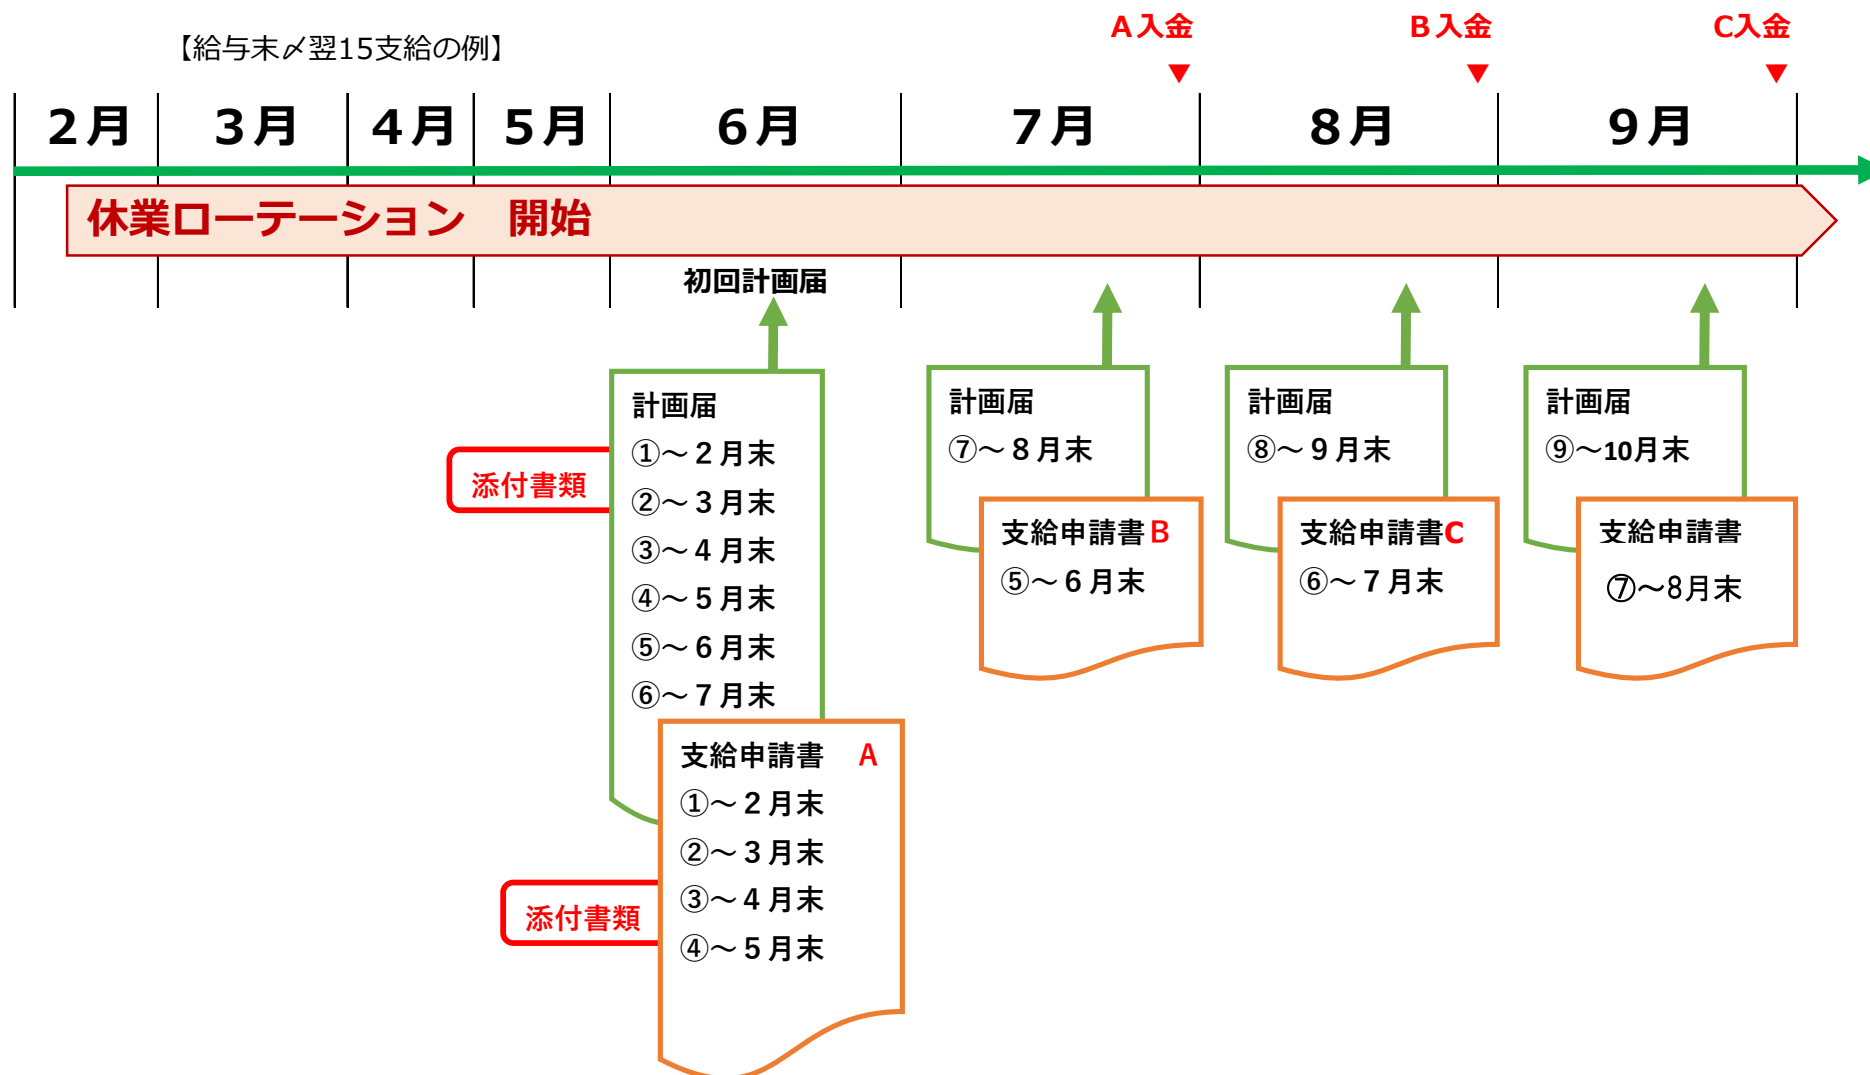 【給与末〆翌15支給の例】
A入金
B入金
C入金
2月
3月
4月
5月
6月
7月
8月
9月
休業ローテーション　開始
初回計画届
計画届
①～2月末
②～3月末
③～4月末
④～5月末
⑤～6月末
⑥～7月末
添付書類
支給申請書　A
①～2月末
②～3月末
③～4月末
④～5月末
添付書類
計画届
⑦～8月末
支給申請書B
⑤～6月末
計画届
⑧～9月末
支給申請書C
⑥～7月末
計画届
⑨～10月末
支給申請書
⑦～8月末